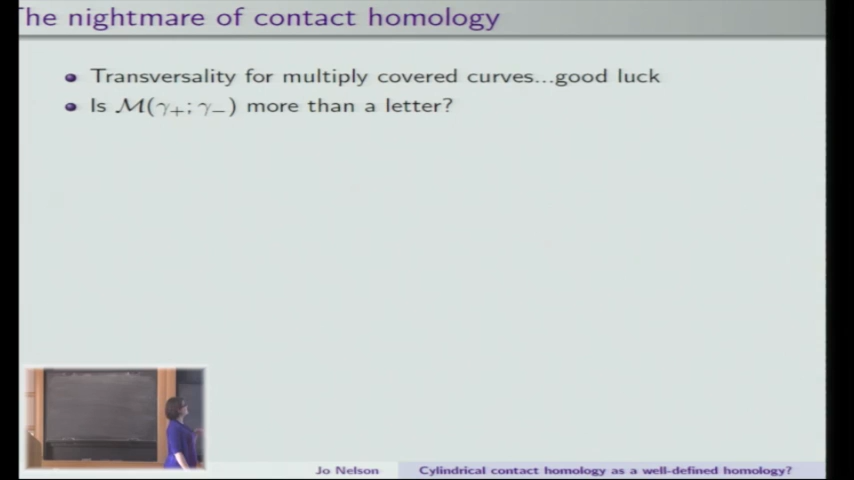 The nightmare of contact homology
Transversality for multiply covered curves...good luck
Is ℳ(γ₊; γ₋) more than a letter?
Jo Nelson
Cylindrical contact homology as a well-defined homology?